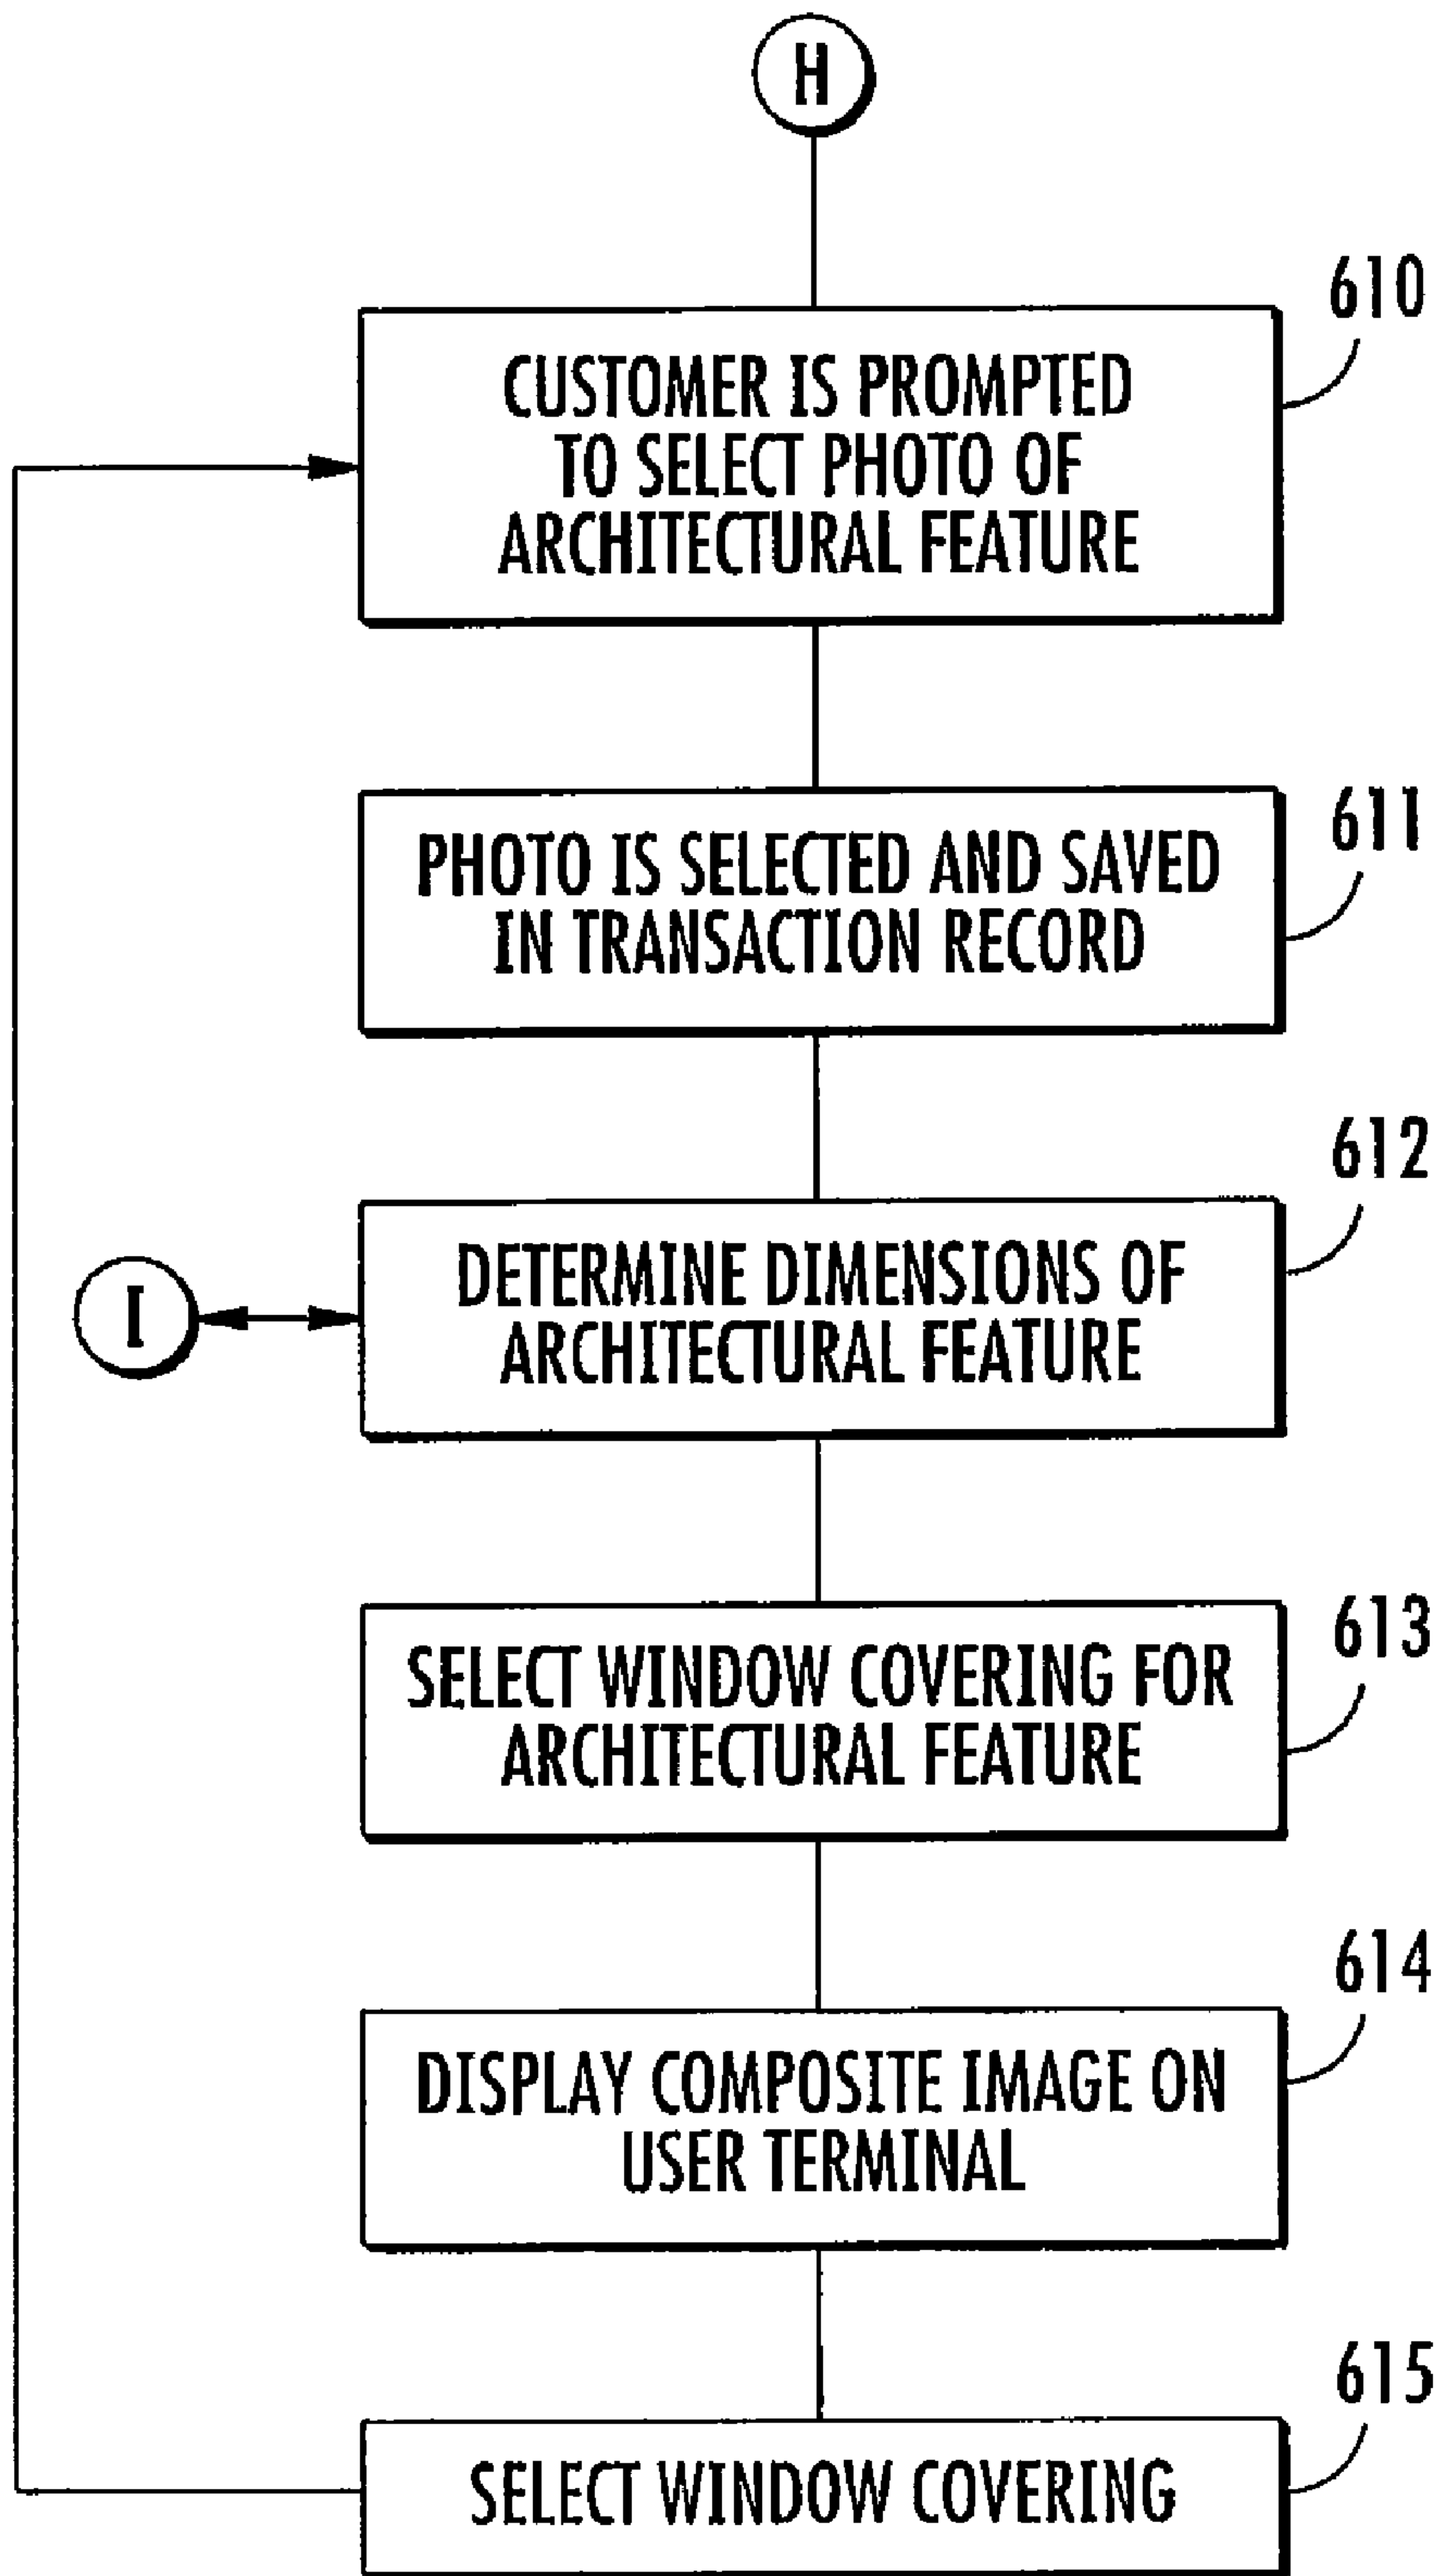 H
610
CUSTOMER IS PROMPTED
TO SELECT PHOTO OF
ARCHITECTURAL FEATURE
611
PHOTO IS SELECTED AND SAVED
IN TRANSACTION RECORD
612
DETERMINE DIMENSIONS OF
ARCHITECTURAL FEATURE
I
613
SELECT WINDOW COVERING FOR
ARCHITECTURAL FEATURE
614
DISPLAY COMPOSITE IMAGE ON
USER TERMINAL
615
SELECT WINDOW COVERING